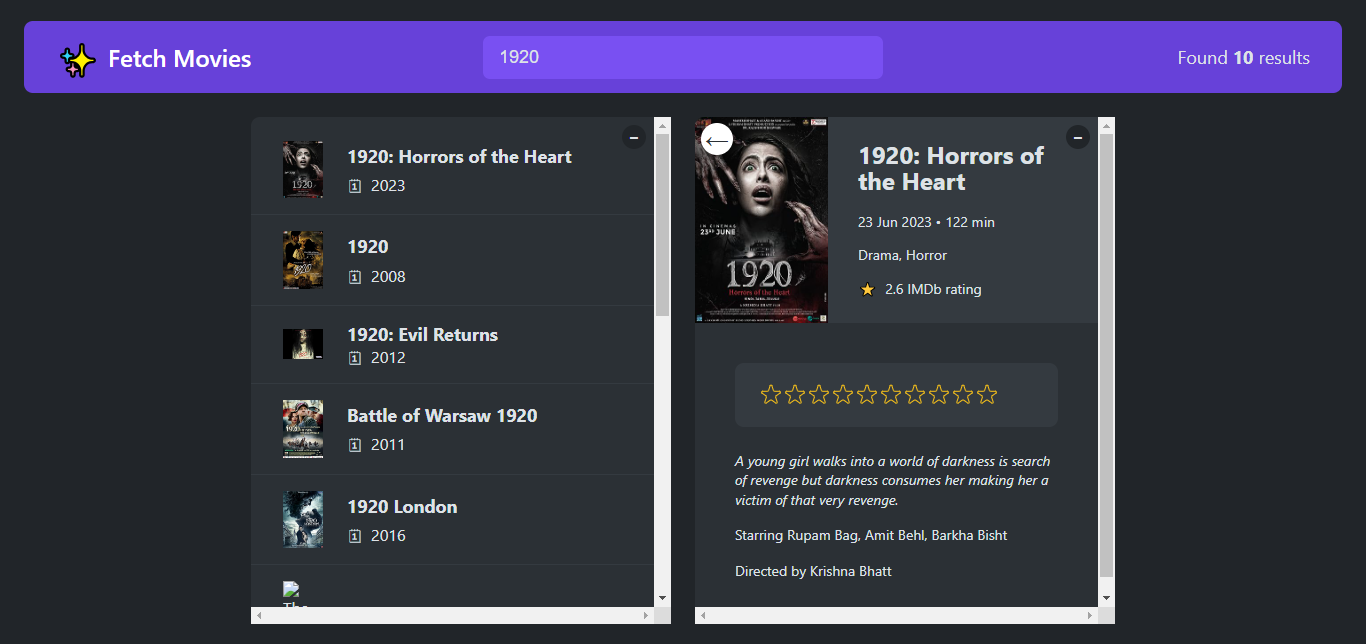 Fetch Movies
1920
Found 10 results
1920: Horrors of the Heart
2023
1920
2008
1920: Evil Returns
2012
Battle of Warsaw 1920
2011
1920 London
2016
The
IN CINEMAS
23RD JUNE
1920
Horrors of the Heart
1920: Horrors of
the Heart
23 Jun 2023 • 122 min
Drama, Horror
2.6 IMDb rating
A young girl walks into a world of darkness is search
of revenge but darkness consumes her making her a
victim of that very revenge.
Starring Rupam Bag, Amit Behl, Barkha Bisht
Directed by Krishna Bhatt